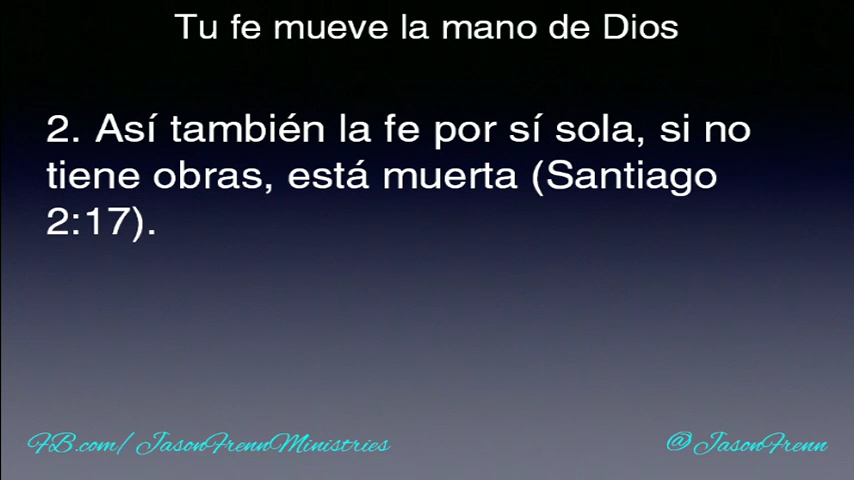 Tu fe mueve la mano de Dios
2. Así también la fe por sí sola, si no
tiene obras, está muerta (Santiago
2:17).
FB.com/JasonFrennMinistries
@JasonFrenn